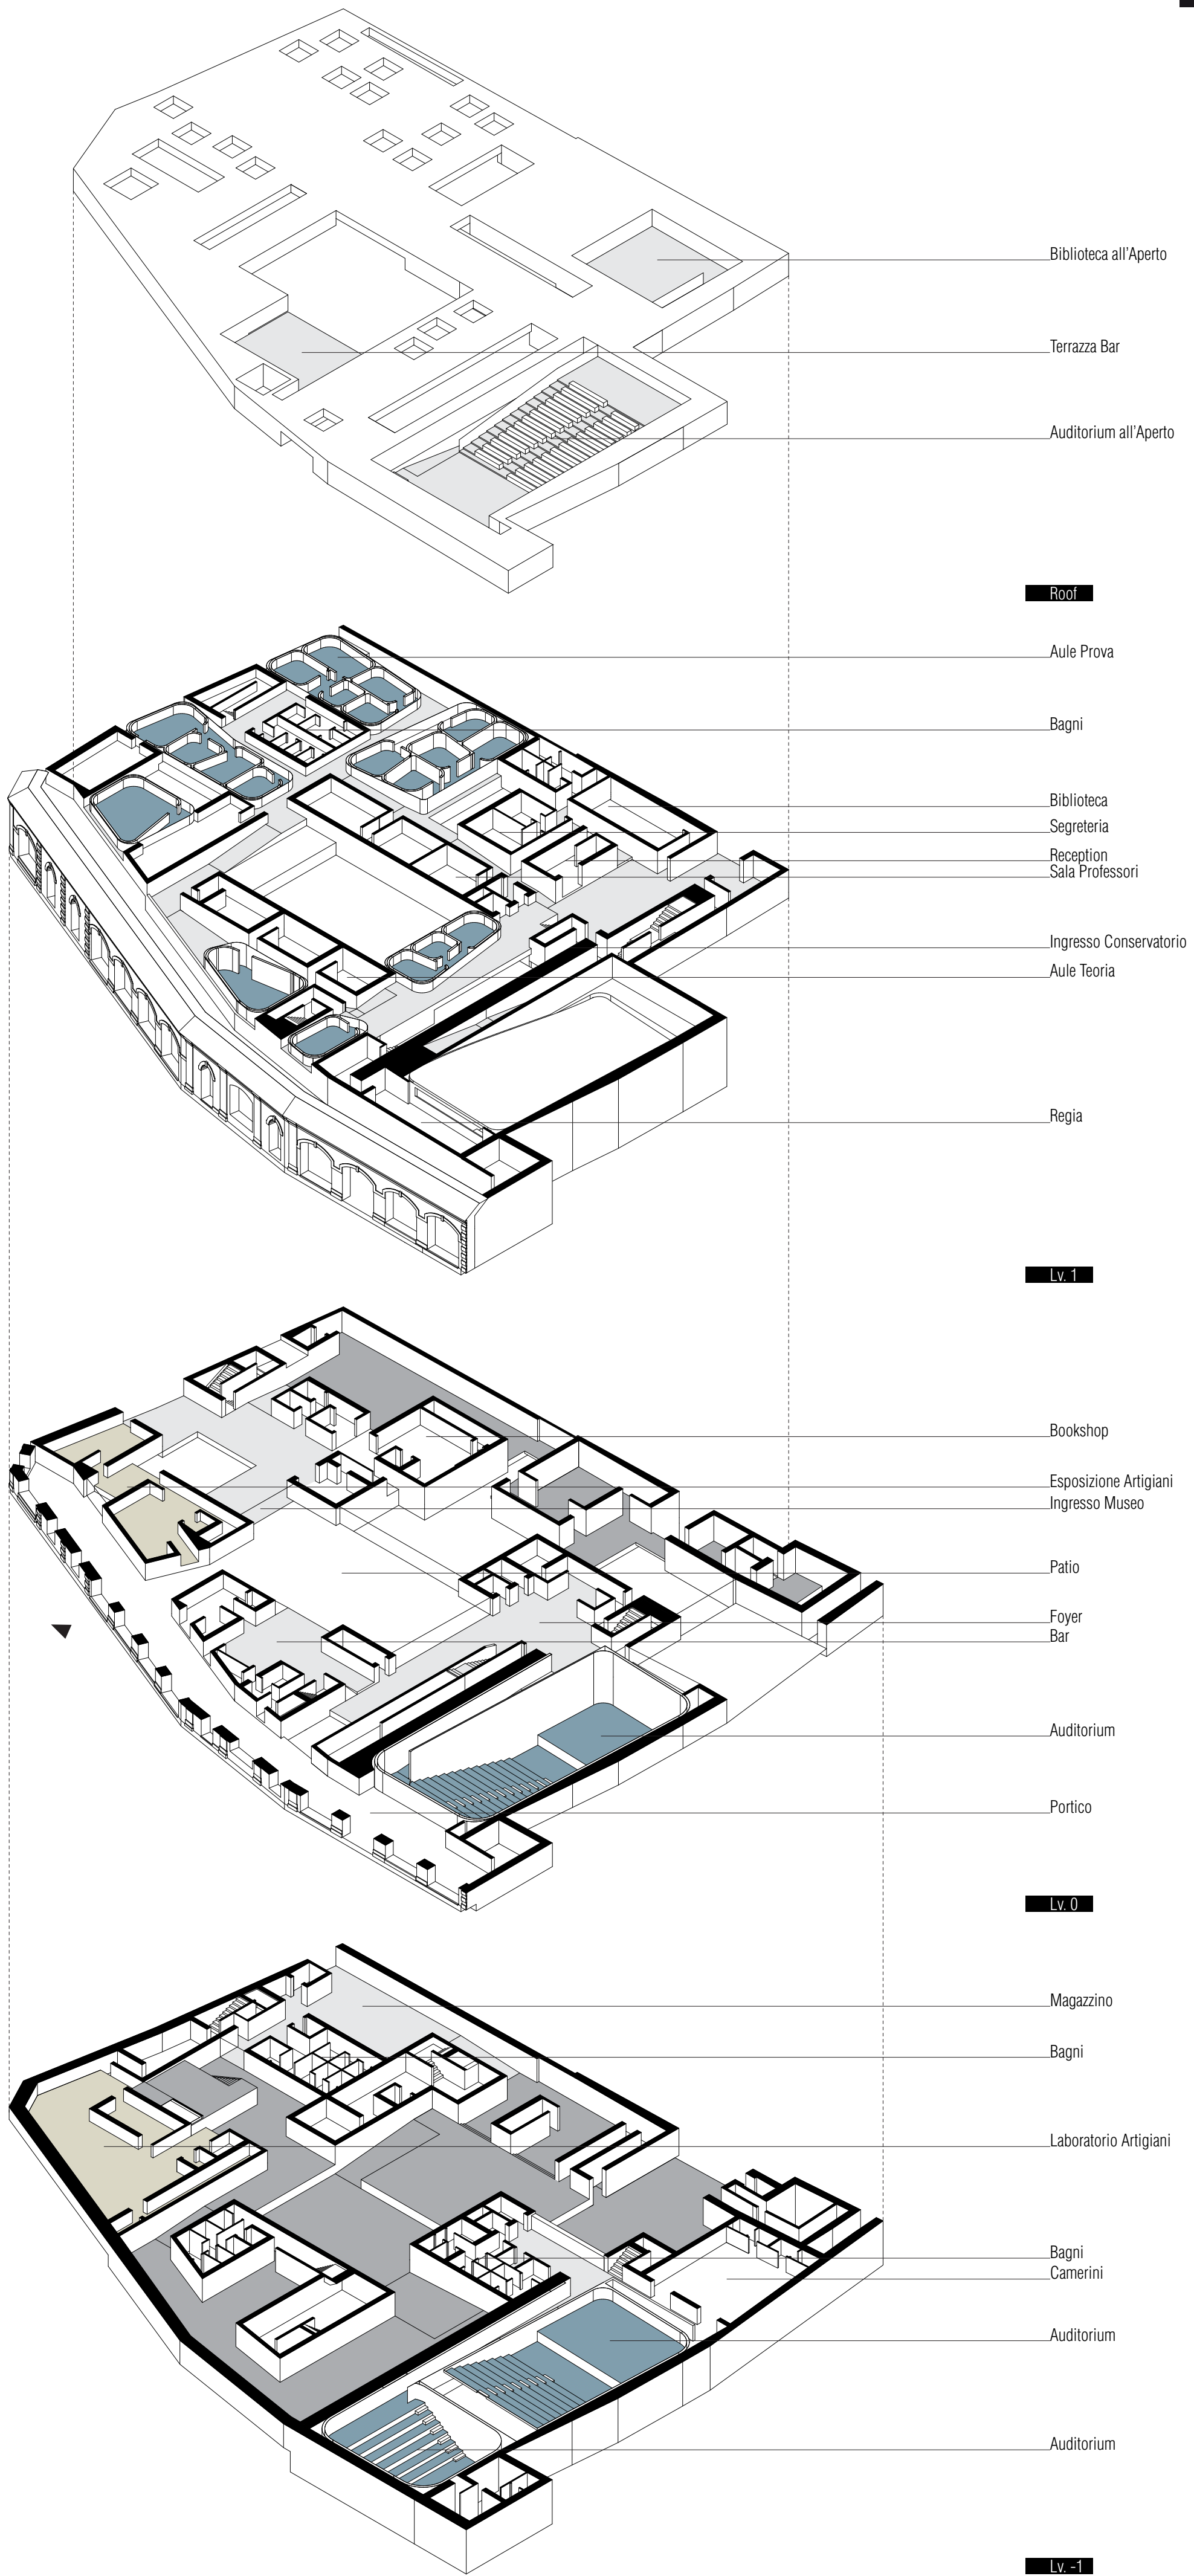 Biblioteca all'Aperto
Terrazza Bar
Auditorium all'Aperto
Roof
Aule Prova
Bagni
Biblioteca
Segreteria
Reception
Sala Professori
Ingresso Conservatorio
Aule Teoria
Regia
Lv. 1
Bookshop
Esposizione Artigiani
Ingresso Museo
Patio
Foyer
Bar
Auditorium
Portico
Lv. 0
Magazzino
Bagni
Laboratorio Artigiani
Bagni
Camerini
Auditorium
Auditorium
Lv. -1